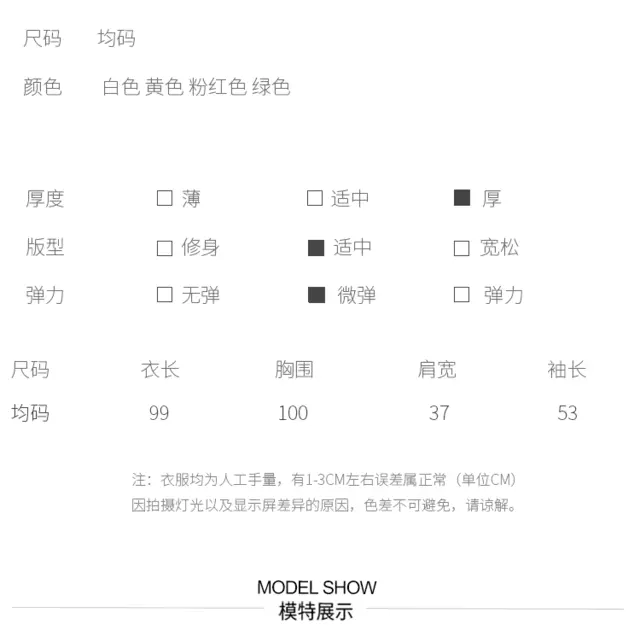 尺码 均码
颜色 白色 黄色 粉红色 绿色
厚度 □ 薄 □ 适中 ■ 厚
版型 □ 修身 ■ 适中 □ 宽松
弹力 □ 无弹 ■ 微弹 □ 弹力
尺码 衣长 胸围 肩宽 袖长
均码 99 100 37 53
注：衣服均为人工手量，有1-3CM左右误差属正常（单位CM）
因拍摄灯光以及显示屏差异的原因，色差不可避免，请谅解。
MODEL SHOW
模特展示